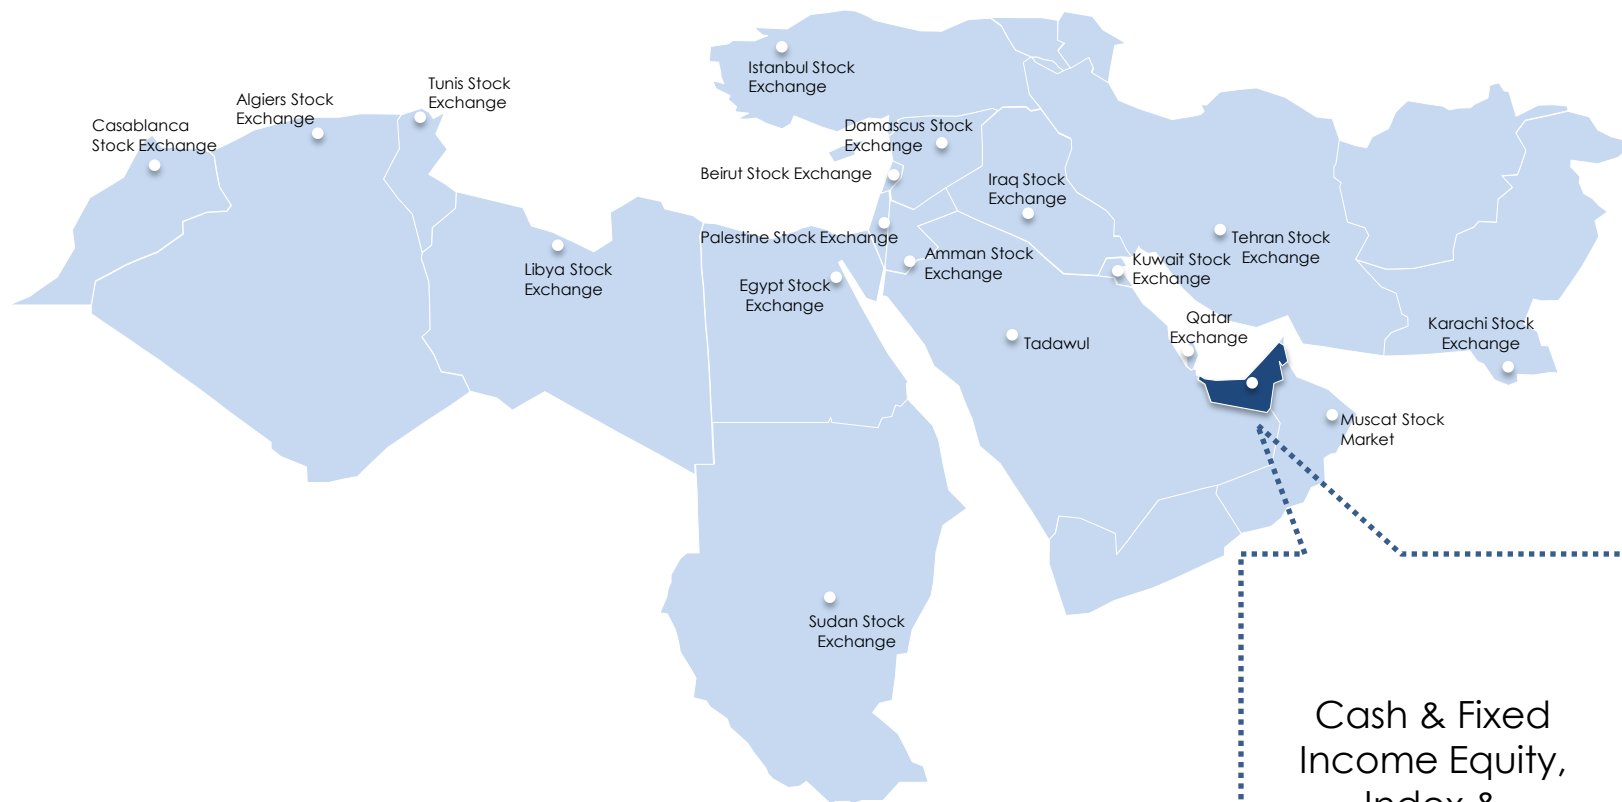 Istanbul Stock
Exchange
Tunis Stock
Exchange
Algiers Stock
Exchange
Casablanca
Stock Exchange
Damascus Stock
Exchange
Beirut Stock Exchange
Iraq Stock
Exchange
Palestine Stock Exchange
Tehran Stock
Exchange
Amman Stock
Exchange
Kuwait Stock
Exchange
Libya Stock
Exchange
Egypt Stock
Exchange
Qatar
Exchange
Karachi Stock
Exchange
Tadawul
Muscat Stock
Market
Sudan Stock
Exchange
Cash & Fixed
Income Equity,
Index &